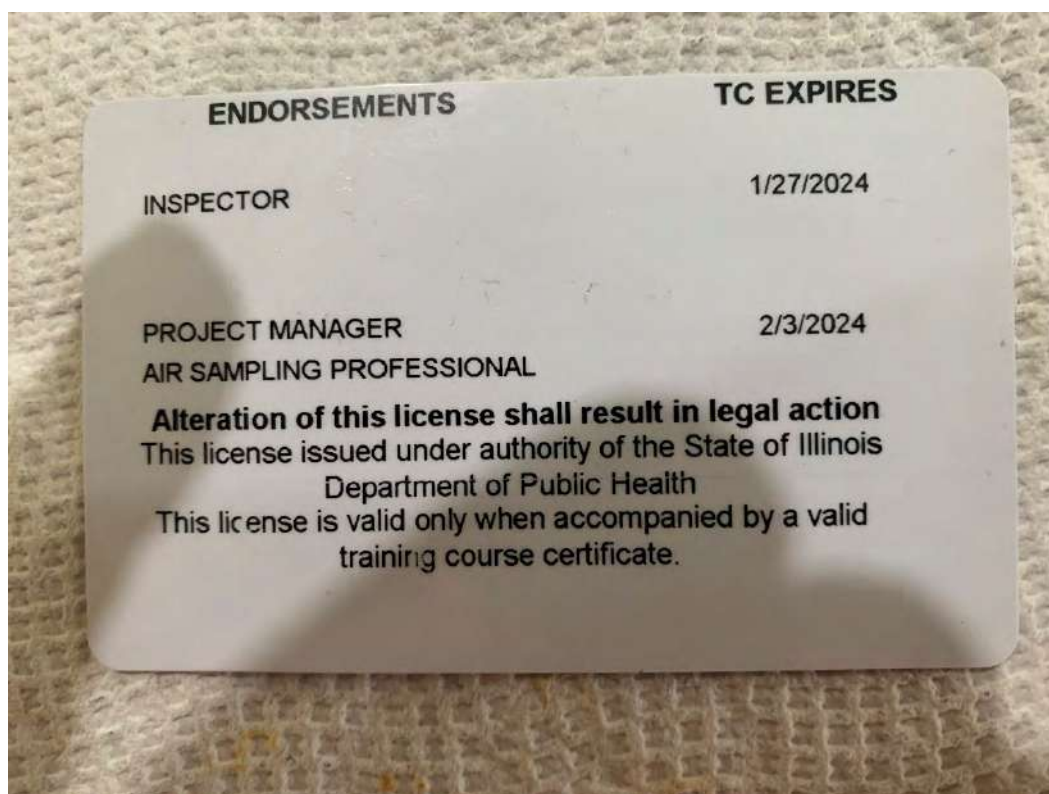 ENDORSEMENTS TC EXPIRES
INSPECTOR 1/27/2024
PROJECT MANAGER 2/3/2024
AIR SAMPLING PROFESSIONAL
Alteration of this license shall result in legal action
This license issued under authority of the State of Illinois
Department of Public Health
This license is valid only when accompanied by a valid
training course certificate.